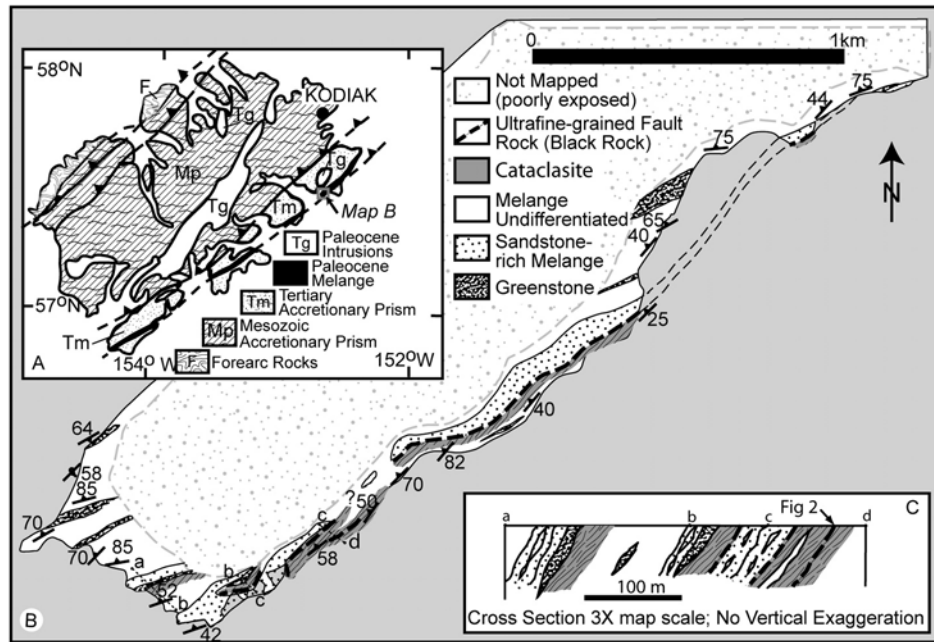 58°N
F
Tg
KODIAK
Mp
Tg
Tg
Tm
Map B
Tg Paleocene
Intrusions
Paleocene
Melange
57°N
Tm Tertiary
Accretionary Prism
Tm
Mp Mesozoic
Accretionary Prism
154° W
152°W
A
F Forearc Rocks
0
1km
Not Mapped
(poorly exposed)
Ultrafine-grained Fault
Rock (Black Rock)
Cataclasite
Melange
Undifferentiated
Sandstone-
rich Melange
Greenstone
N
75
44
75
65
40
25
40
82
70
64
58
85
70
70
85
a
52
b
42
b
c
c
?50
58
d
B
Fig 2
C
a
b
c
d
100 m
Cross Section 3X map scale; No Vertical Exaggeration